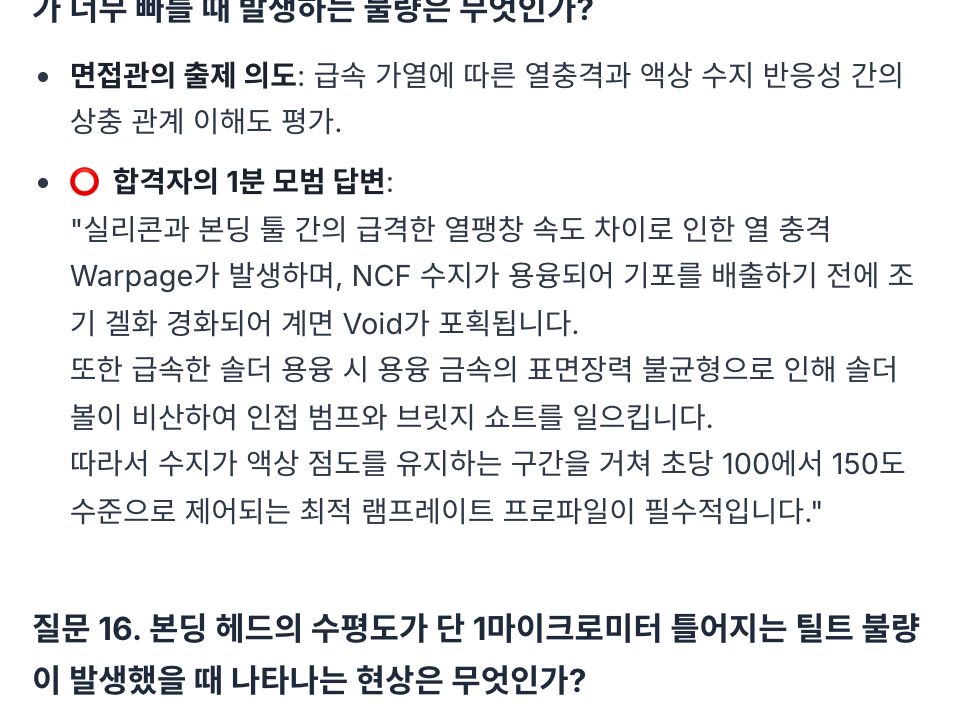 가 너무 빠를 때 발생하는 불량은 무엇인가?
• 면접관의 출제 의도: 급속 가열에 따른 열충격과 액상 수지 반응성 간의
상충 관계 이해도 평가.
• ⭕ 합격자의 1분 모범 답변:
"실리콘과 본딩 툴 간의 급격한 열팽창 속도 차이로 인한 열 충격
Warpage가 발생하며, NCF 수지가 용융되어 기포를 배출하기 전에 조
기 겔화 경화되어 계면 Void가 포획됩니다.
또한 급속한 솔더 용융 시 용융 금속의 표면장력 불균형으로 인해 솔더
볼이 비산하여 인접 범프와 브릿지 쇼트를 일으킵니다.
따라서 수지가 액상 점도를 유지하는 구간을 거쳐 초당 100에서 150도
수준으로 제어되는 최적 램프레이트 프로파일이 필수적입니다."
질문 16. 본딩 헤드의 수평도가 단 1마이크로미터 틀어지는 틸트 불량
이 발생했을 때 나타나는 현상은 무엇인가?